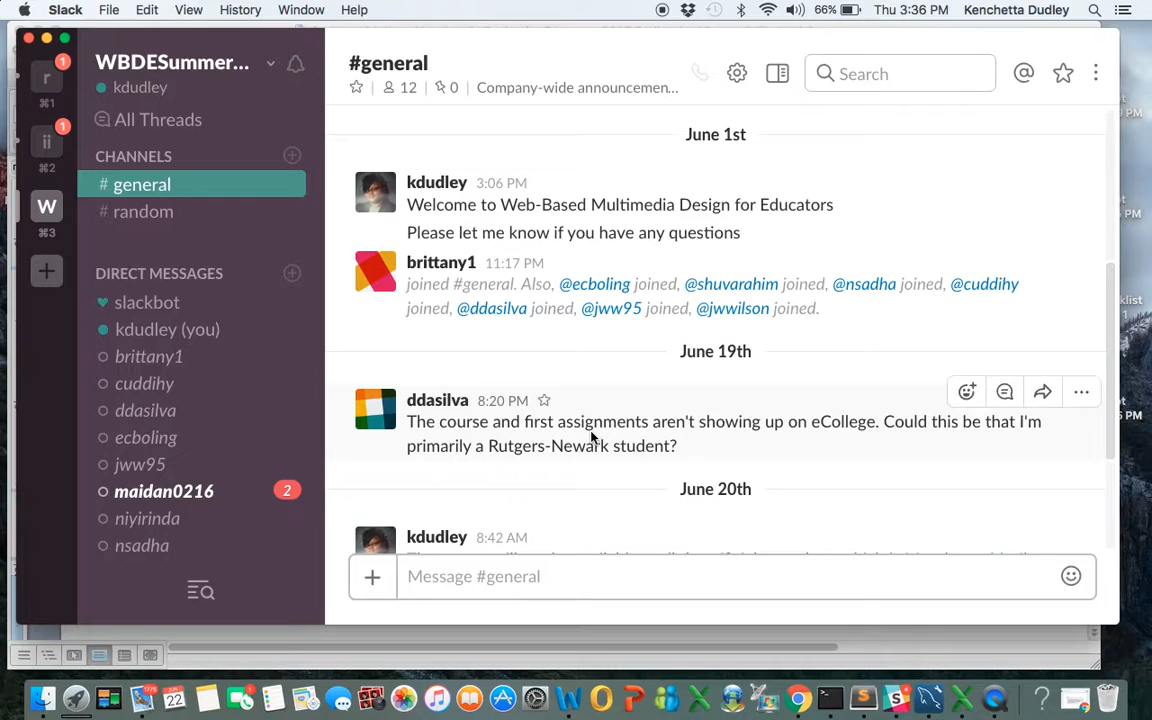 Slack File Edit View History Window Help 66% Thu 3:36 PM Kenchetta Dudley
r 1
⌘1
ii 1
⌘2
W
⌘3
WBDESummer...
kdudley
All Threads
CHANNELS
# general
# random
DIRECT MESSAGES
slackbot
kdudley (you)
brittany1
cuddihy
ddasilva
ecboling
jww95
maidan0216 2
niyirinda
nsadha
#general
12 0 Company-wide announcemen...
Search
June 1st
kdudley 3:06 PM
Welcome to Web-Based Multimedia Design for Educators
Please let me know if you have any questions
brittany1 11:17 PM
joined #general. Also, @ecboling joined, @shuvarahim joined, @nsadha joined, @cuddihy
joined, @ddasilva joined, @jww95 joined, @jwwilson joined.
June 19th
ddasilva 8:20 PM
The course and first assignments aren't showing up on eCollege. Could this be that I'm
primarily a Rutgers-Newark student?
June 20th
kdudley 8:42 AM
Message #general